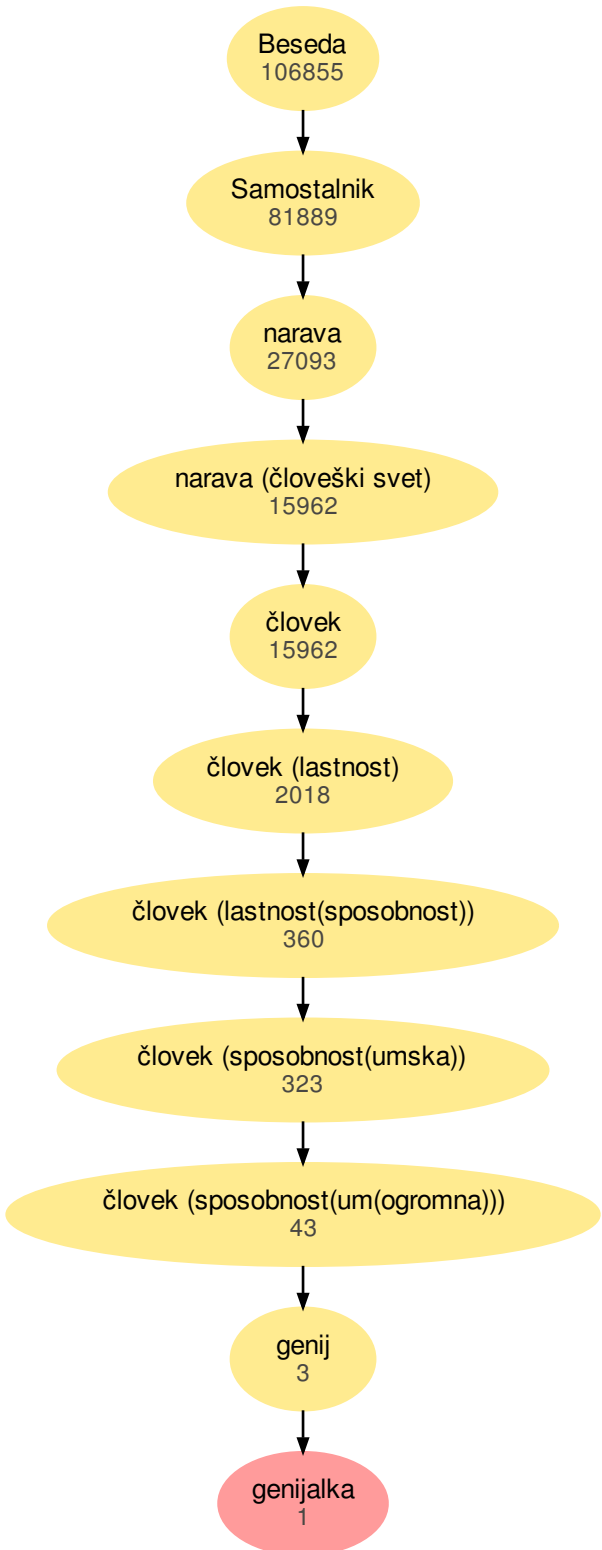 Beseda
106855
Samostalnik
81889
narava
27093
narava (človeški svet)
15962
človek
15962
človek (lastnost)
2018
človek (lastnost(sposobnost))
360
človek (sposobnost(umska))
323
človek (sposobnost(um(ogromna)))
43
genij
3
genijalka
1